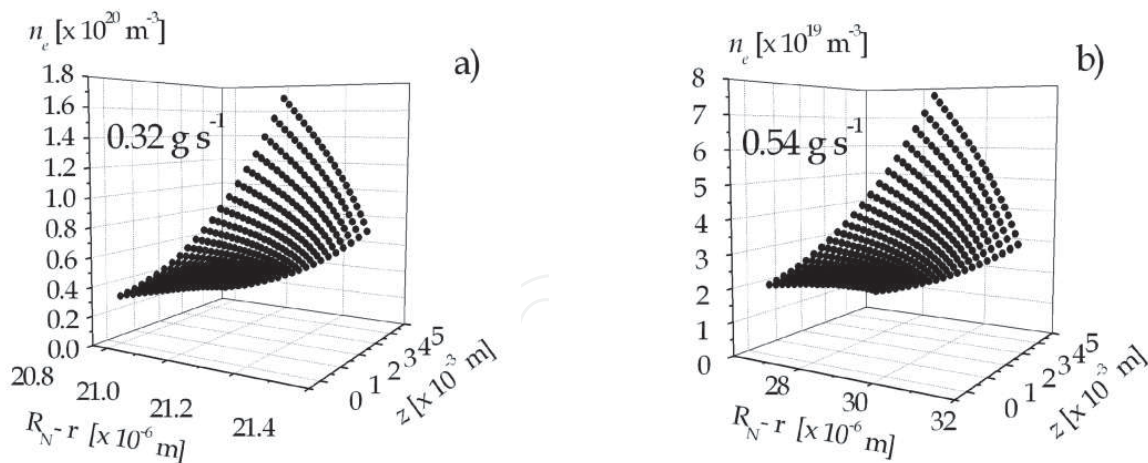 n_e [x 10^20 m^-3]
a)
0.32 g s^-1
1.8
1.6
1.4
1.2
1.0
0.8
0.6
0.4
0.2
0.0
20.8
21.0
21.2
21.4
R_N - r [x 10^-6 m]
0 1 2 3 4 5
z [x 10^-3 m]
n_e [x 10^19 m^-3]
b)
0.54 g s^-1
8
7
6
5
4
3
2
1
0
28
30
32
R_N - r [x 10^-6 m]
0 1 2 3 4 5
z [x 10^-3 m]